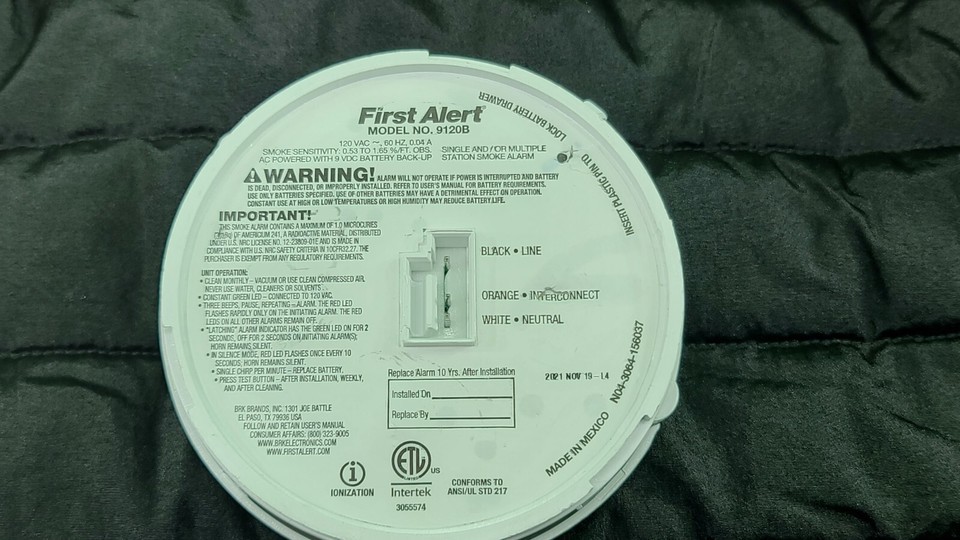 First Alert
MODEL NO. 9120B
120 VAC ~, 60 HZ, 0.04 A
SMOKE SENSITIVITY: 0.53 TO 1.65 %/FT. OBS. SINGLE AND/OR MULTIPLE
AC POWERED WITH 9 VDC BATTERY BACK-UP STATION SMOKE ALARM
LOCK BATTERY DRAWER
INSERT PLASTIC PIN TO
WARNING! ALARM WILL NOT OPERATE IF POWER IS INTERRUPTED AND BATTERY
IS DEAD, DISCONNECTED, OR IMPROPERLY INSTALLED. REFER TO USER'S MANUAL FOR BATTERY REQUIREMENTS.
USE ONLY BATTERIES SPECIFIED. USE OF OTHER BATTERIES MAY HAVE A DETRIMENTAL EFFECT ON OPERATION.
CONSTANT USE AT HIGH OR LOW TEMPERATURES OR HIGH HUMIDITY MAY REDUCE BATTERY LIFE.
IMPORTANT!
THIS SMOKE ALARM CONTAINS A MAXIMUM OF 1.0 MICROCURIES
OF AMERICIUM 241, A RADIOACTIVE MATERIAL, DISTRIBUTED
UNDER U.S. NRC LICENSE NO. 12-23809-01E AND IS MADE IN
COMPLIANCE WITH U.S. NRC SAFETY CRITERIA IN 10CFR32.27. THE
PURCHASER IS EXEMPT FROM ANY REGULATORY REQUIREMENTS.
UNIT OPERATION:
• CLEAN MONTHLY – VACUUM OR USE CLEAN COMPRESSED AIR,
NEVER USE WATER, CLEANERS OR SOLVENTS.
• CONSTANT GREEN LED – CONNECTED TO 120 VAC.
• THREE BEEPS, PAUSE, REPEATING – ALARM. THE RED LED
FLASHES RAPIDLY ONLY ON THE INITIATING ALARM. THE RED
LEDS ON ALL OTHER ALARMS REMAIN OFF.
• "LATCHING" ALARM INDICATOR HAS THE GREEN LED ON FOR 2
SECONDS, OFF FOR 2 SECONDS ON INITIATING ALARM(S);
HORN REMAINS SILENT.
• IN SILENCE MODE, RED LED FLASHES ONCE EVERY 10
SECONDS; HORN REMAINS SILENT.
• SINGLE CHIRP PER MINUTE – REPLACE BATTERY.
• PRESS TEST BUTTON – AFTER INSTALLATION, WEEKLY,
AND AFTER CLEANING.
BLACK • LINE
ORANGE • INTERCONNECT
WHITE • NEUTRAL
Replace Alarm 10 Yrs. After Installation
Installed On
Replace By
2021 NOV 19 – L4
N04-3064-156037
MADE IN MEXICO
BRK BRANDS, INC. 1301 JOE BATTLE
EL PASO, TX 79936 USA
FOLLOW AND RETAIN USER'S MANUAL
CONSUMER AFFAIRS: (800) 323-9005
WWW.BRKELECTRONICS.COM
WWW.FIRSTALERT.COM
i
IONIZATION
ETL
LISTED
US
Intertek
3055574
CONFORMS TO
ANSI/UL STD 217